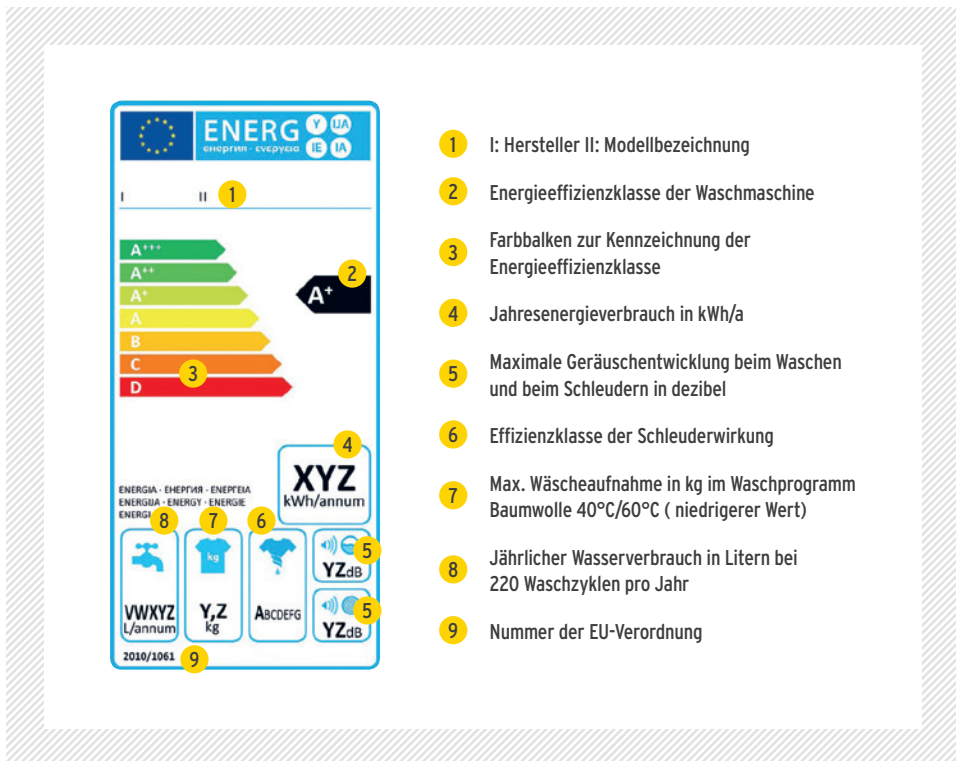 ENERG Y UA
енергия · ενεργεια IE IA
I II 1
A+++
A++
A+ A+ 2
A
B
C 3
D
XYZ 4
kWh/annum
ENERGIA · ЕНЕРГИЯ · ΕΝΕΡΓΕΙΑ
ENERGIJA · ENERGY · ENERGIE
ENERGI
8 7 6 5 5
VWXYZ
L/annum
kg
Y,Z
kg
ABCDEFG
YZdB
YZdB
2010/1061 9
1 I: Hersteller II: Modellbezeichnung
2 Energieeffizienzklasse der Waschmaschine
3 Farbbalken zur Kennzeichnung der
Energieeffizienzklasse
4 Jahresenergieverbrauch in kWh/a
5 Maximale Geräuschentwicklung beim Waschen
und beim Schleudern in dezibel
6 Effizienzklasse der Schleuderwirkung
7 Max. Wäscheaufnahme in kg im Waschprogramm
Baumwolle 40°C/60°C ( niedrigerer Wert)
8 Jährlicher Wasserverbrauch in Litern bei
220 Waschzyklen pro Jahr
9 Nummer der EU-Verordnung